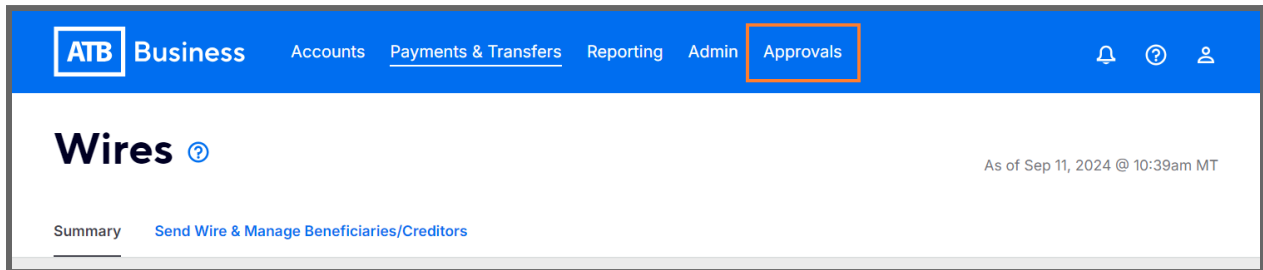 ATB Business Accounts Payments & Transfers Reporting Admin Approvals
Wires
As of Sep 11, 2024 @ 10:39am MT
Summary Send Wire & Manage Beneficiaries/Creditors